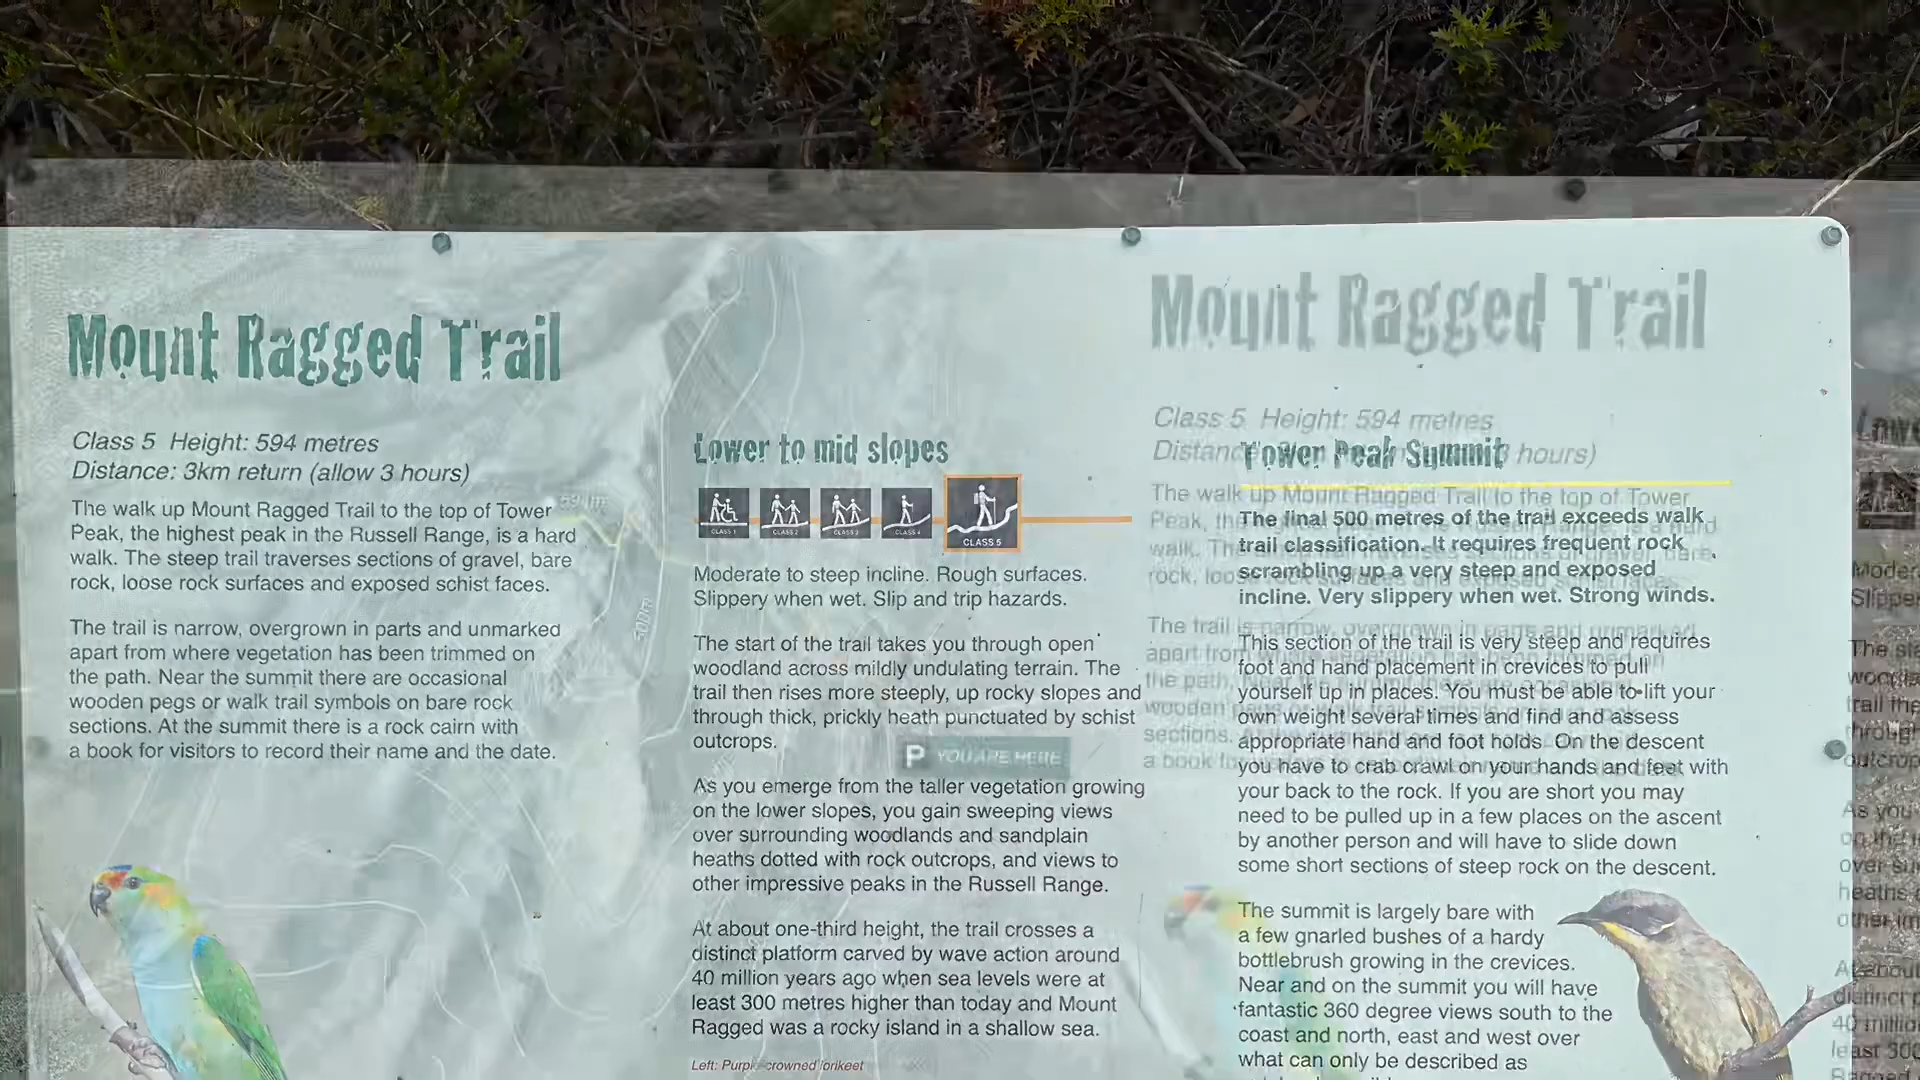 Mount Ragged Trail
Class 5 Height: 594 metres
Distance: 3km return (allow 3 hours)
The walk up Mount Ragged Trail to the top of Tower
Peak, the highest peak in the Russell Range, is a hard
walk. The steep trail traverses sections of gravel, bare
rock, loose rock surfaces and exposed schist faces.
The trail is narrow, overgrown in parts and unmarked
apart from where vegetation has been trimmed on
the path. Near the summit there are occasional
wooden pegs or walk trail symbols on bare rock
sections. At the summit there is a rock cairn with
a book for visitors to record their name and the date.
Lower to mid slopes
CLASS 1 CLASS 2 CLASS 3 CLASS 4 CLASS 5
Moderate to steep incline. Rough surfaces.
Slippery when wet. Slip and trip hazards.
The start of the trail takes you through open
woodland across mildly undulating terrain. The
trail then rises more steeply, up rocky slopes and
through thick, prickly heath punctuated by schist
outcrops.
P YOU ARE HERE
As you emerge from the taller vegetation growing
on the lower slopes, you gain sweeping views
over surrounding woodlands and sandplain
heaths dotted with rock outcrops, and views to
other impressive peaks in the Russell Range.
At about one-third height, the trail crosses a
distinct platform carved by wave action around
40 million years ago when sea levels were at
least 300 metres higher than today and Mount
Ragged was a rocky island in a shallow sea.
Left: Purple-crowned lorikeet
Mount Ragged Trail
Class 5 Height: 594 metres
Tower Peak Summit
The final 500 metres of the trail exceeds walk
trail classification. It requires frequent rock
scrambling up a very steep and exposed
incline. Very slippery when wet. Strong winds.
This section of the trail is very steep and requires
foot and hand placement in crevices to pull
yourself up in places. You must be able to lift your
own weight several times and find and assess
appropriate hand and foot holds. On the descent
you have to crab crawl on your hands and feet with
your back to the rock. If you are short you may
need to be pulled up in a few places on the ascent
by another person and will have to slide down
some short sections of steep rock on the descent.
The summit is largely bare with
a few gnarled bushes of a hardy
bottlebrush growing in the crevices.
Near and on the summit you will have
fantastic 360 degree views south to the
coast and north, east and west over
what can only be described as